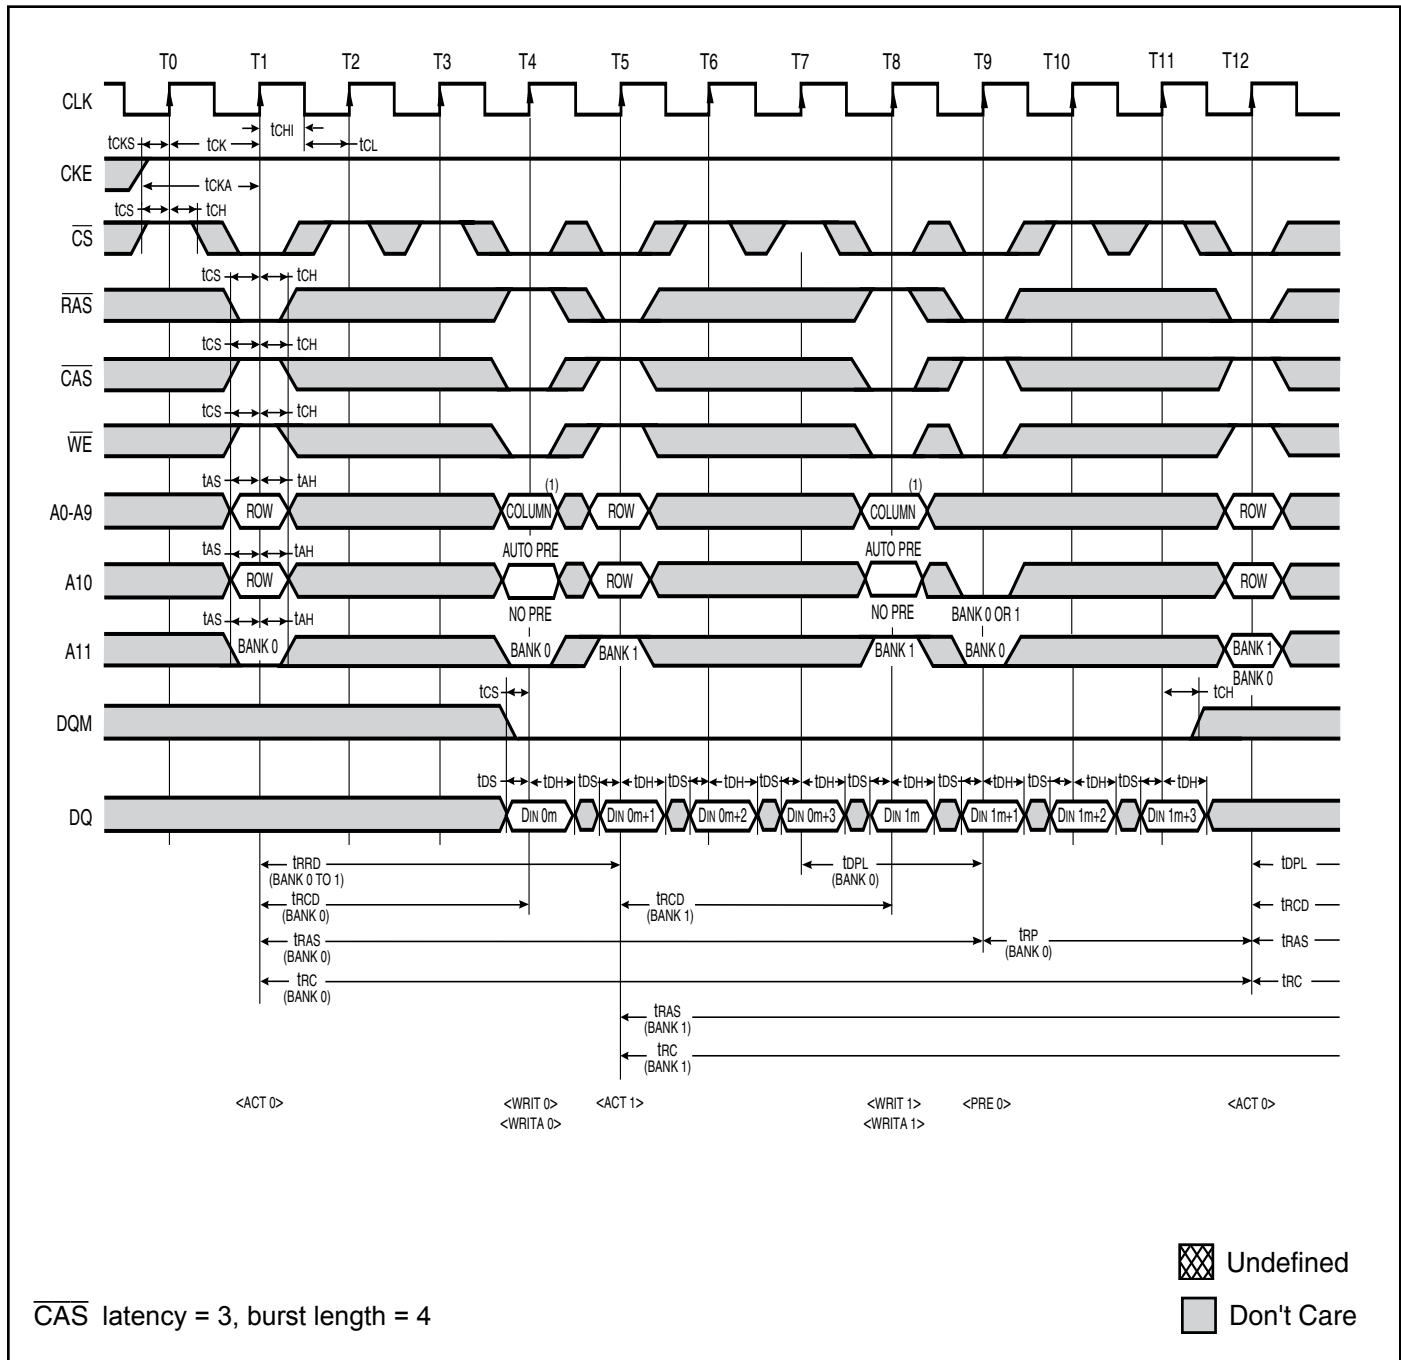 T0 T1 T2 T3 T4 T5 T6 T7 T8 T9 T10 T11 T12
CLK
tCHI
tCKS tCK tCL
CKE
tCKA
tCS tCH
CS
tCS tCH
RAS
tCS tCH
CAS
tCS tCH
WE
tAS tAH (1) (1)
A0-A9 ROW COLUMN ROW COLUMN ROW
tAS tAH AUTO PRE AUTO PRE
A10 ROW ROW ROW
tAS tAH NO PRE NO PRE BANK 0 OR 1
A11 BANK 0 BANK 0 BANK 1 BANK 1 BANK 0 BANK 1
BANK 0
tCS tCH
DQM
tDS tDH tDS tDH tDS tDH tDS tDH tDS tDH tDS tDH tDS tDH tDS tDH
DQ DIN 0m DIN 0m+1 DIN 0m+2 DIN 0m+3 DIN 1m DIN 1m+1 DIN 1m+2 DIN 1m+3
tRRD tDPL tDPL
(BANK 0 TO 1) (BANK 0)
tRCD tRCD tRCD
(BANK 0) (BANK 1)
tRAS tRP tRAS
(BANK 0) (BANK 0)
tRC tRC
(BANK 0)
tRAS
(BANK 1)
tRC
(BANK 1)
<ACT 0> <WRIT 0> <ACT 1> <WRIT 1> <PRE 0> <ACT 0>
<WRITA 0> <WRITA 1>
Undefined
CAS latency = 3, burst length = 4 Don't Care